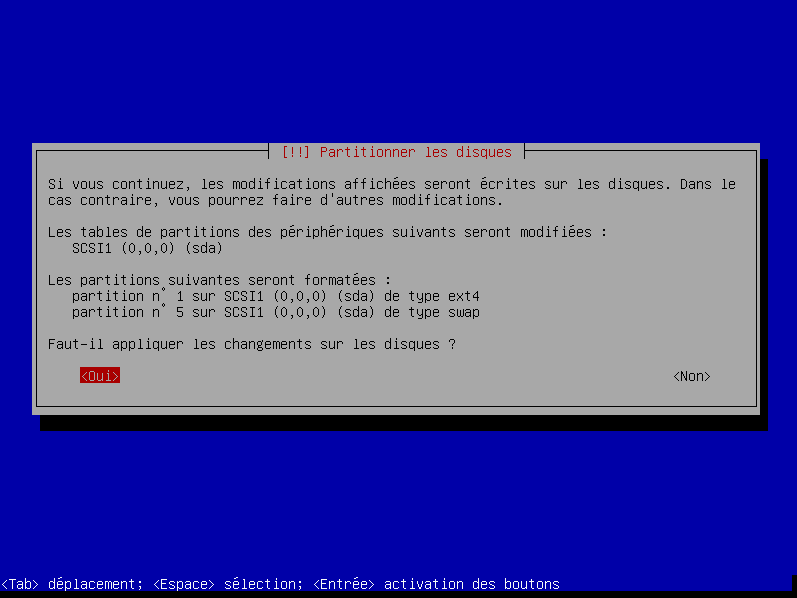 [!!] Partitionner les disques
Si vous continuez, les modifications affichées seront écrites sur les disques. Dans le
cas contraire, vous pourrez faire d'autres modifications.
Les tables de partitions des périphériques suivants seront modifiées :
SCSI1 (0,0,0) (sda)
Les partitions suivantes seront formatées :
partition n° 1 sur SCSI1 (0,0,0) (sda) de type ext4
partition n° 5 sur SCSI1 (0,0,0) (sda) de type swap
Faut-il appliquer les changements sur les disques ?
<Oui> <Non>
<Tab> déplacement; <Espace> sélection; <Entrée> activation des boutons